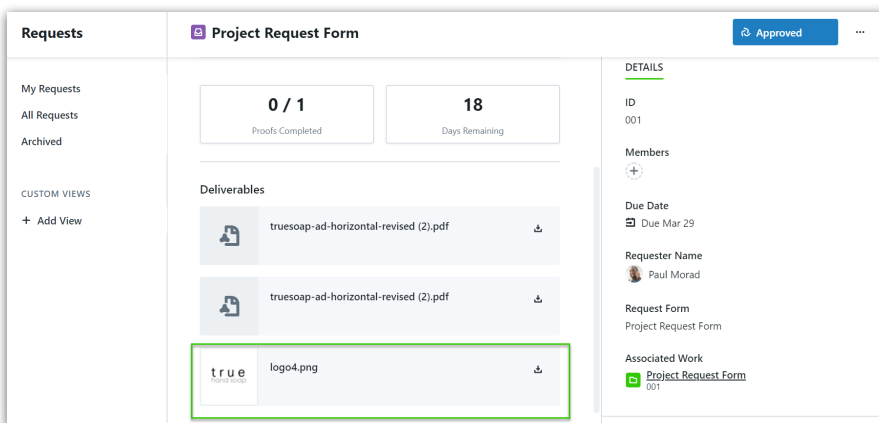 Requests
Project Request Form
Approved
My Requests
All Requests
Archived
CUSTOM VIEWS
+ Add View
0 / 1
Proofs Completed
18
Days Remaining
Deliverables
truesoap-ad-horizontal-revised (2).pdf
truesoap-ad-horizontal-revised (2).pdf
true
hand soap
logo4.png
DETAILS
ID
001
Members
Due Date
Due Mar 29
Requester Name
Paul Morad
Request Form
Project Request Form
Associated Work
Project Request Form
001